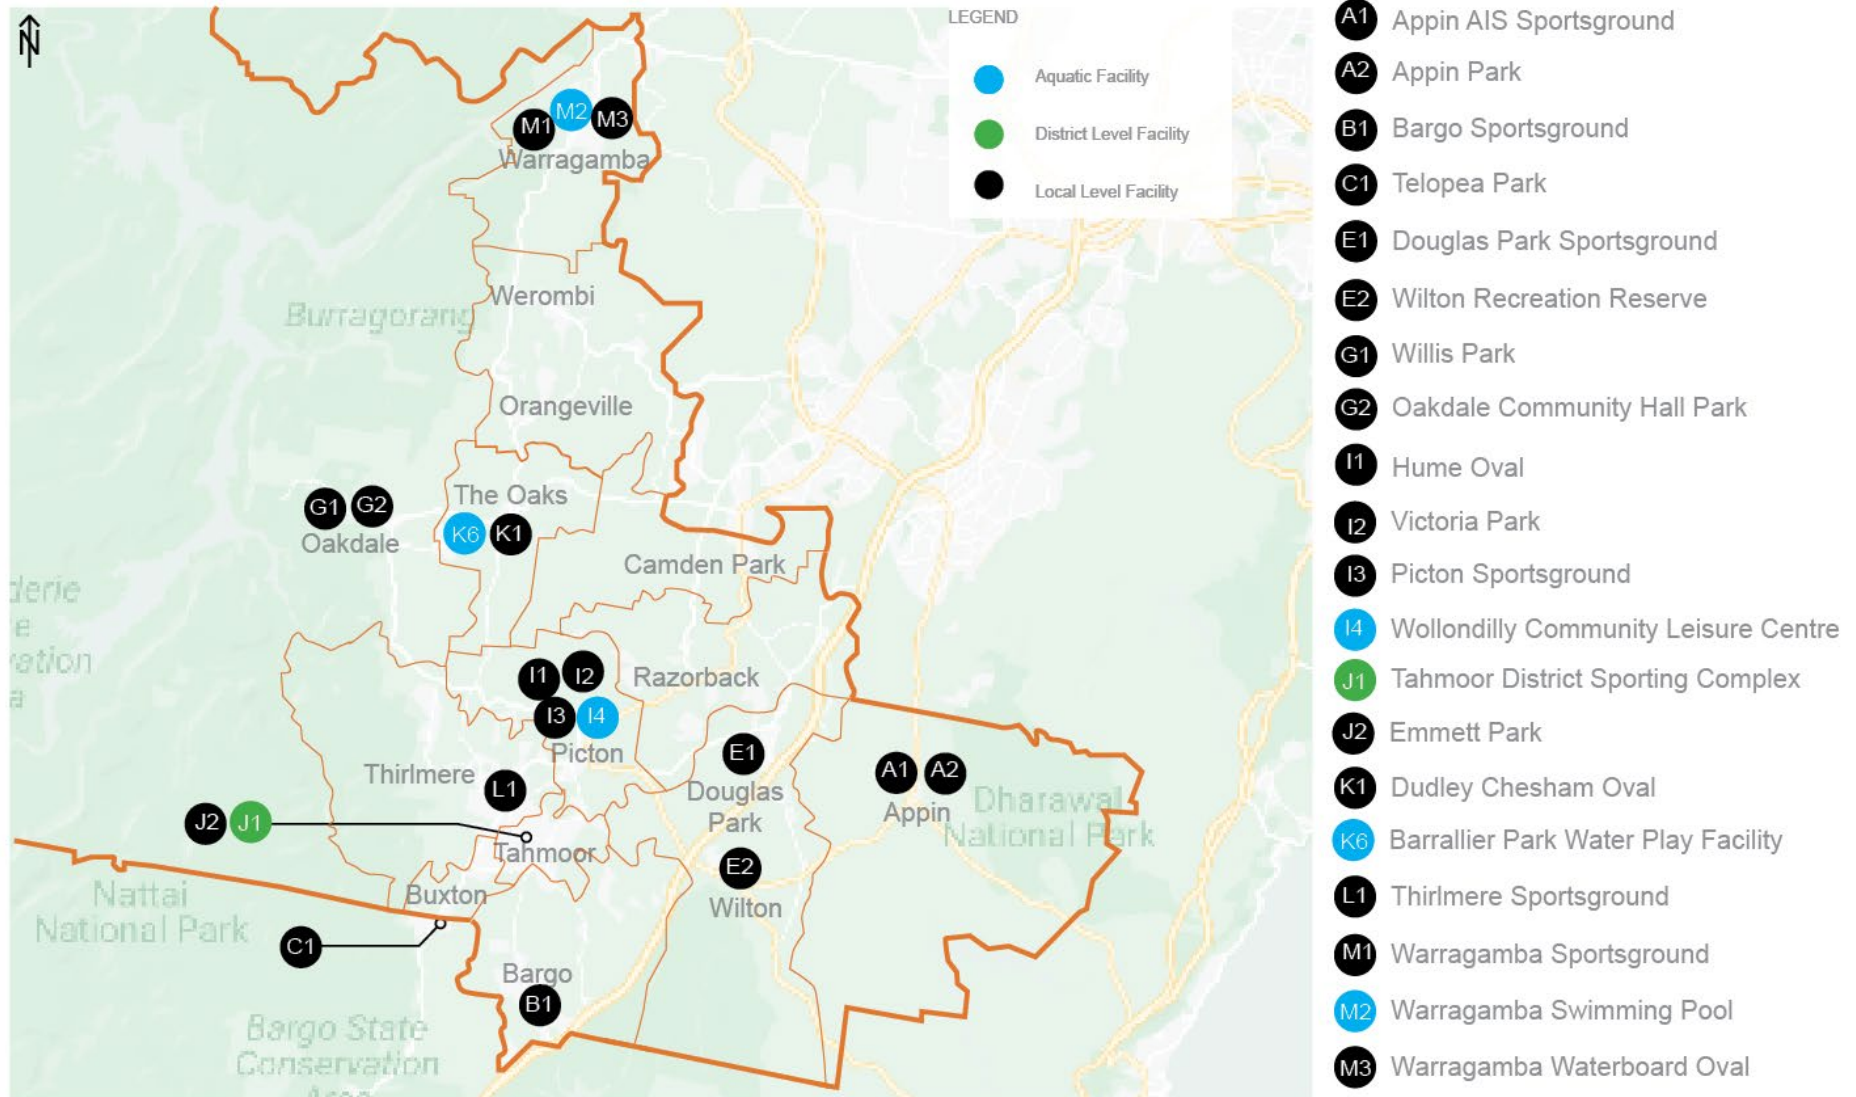 N
LEGEND
Aquatic Facility
District Level Facility
Local Level Facility
M1
M2
M3
Warragamba
Werombi
Burragorang
Orangeville
The Oaks
G1
G2
Oakdale
K6
K1
Camden Park
derie
e
vation
a
I1
I2
Razorback
I3
I4
Picton
E1
Thirlmere
L1
Douglas
Park
A1
A2
Appin
Dharawal
National Park
J2
J1
Tahmoor
E2
Wilton
Buxton
Nattai
National Park
C1
Bargo
B1
Bargo State
Conservation
Area
A1 Appin AIS Sportsground
A2 Appin Park
B1 Bargo Sportsground
C1 Telopea Park
E1 Douglas Park Sportsground
E2 Wilton Recreation Reserve
G1 Willis Park
G2 Oakdale Community Hall Park
I1 Hume Oval
I2 Victoria Park
I3 Picton Sportsground
I4 Wollondilly Community Leisure Centre
J1 Tahmoor District Sporting Complex
J2 Emmett Park
K1 Dudley Chesham Oval
K6 Barrallier Park Water Play Facility
L1 Thirlmere Sportsground
M1 Warragamba Sportsground
M2 Warragamba Swimming Pool
M3 Warragamba Waterboard Oval